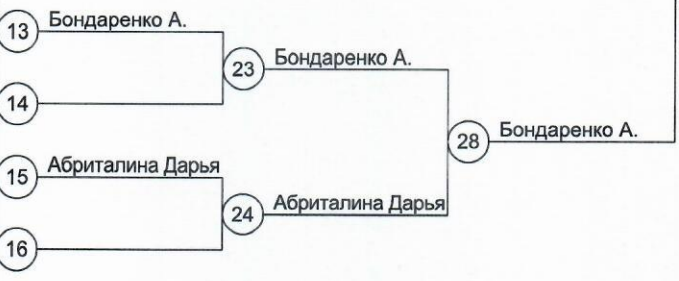 13 Бондаренко А.
23 Бондаренко А.
14
28 Бондаренко А.
15 Абриталина Дарья
24 Абриталина Дарья
16